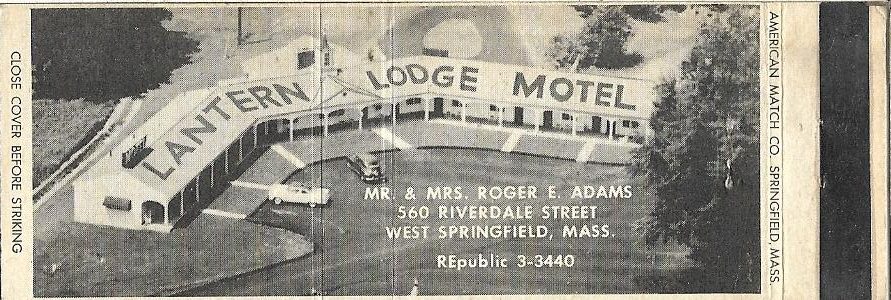 CLOSE COVER BEFORE STRIKING
LANTERN LODGE MOTEL
MR. & MRS. ROGER E. ADAMS
560 RIVERDALE STREET
WEST SPRINGFIELD, MASS.
REpublic 3-3440
AMERICAN MATCH CO. SPRINGFIELD, MASS.